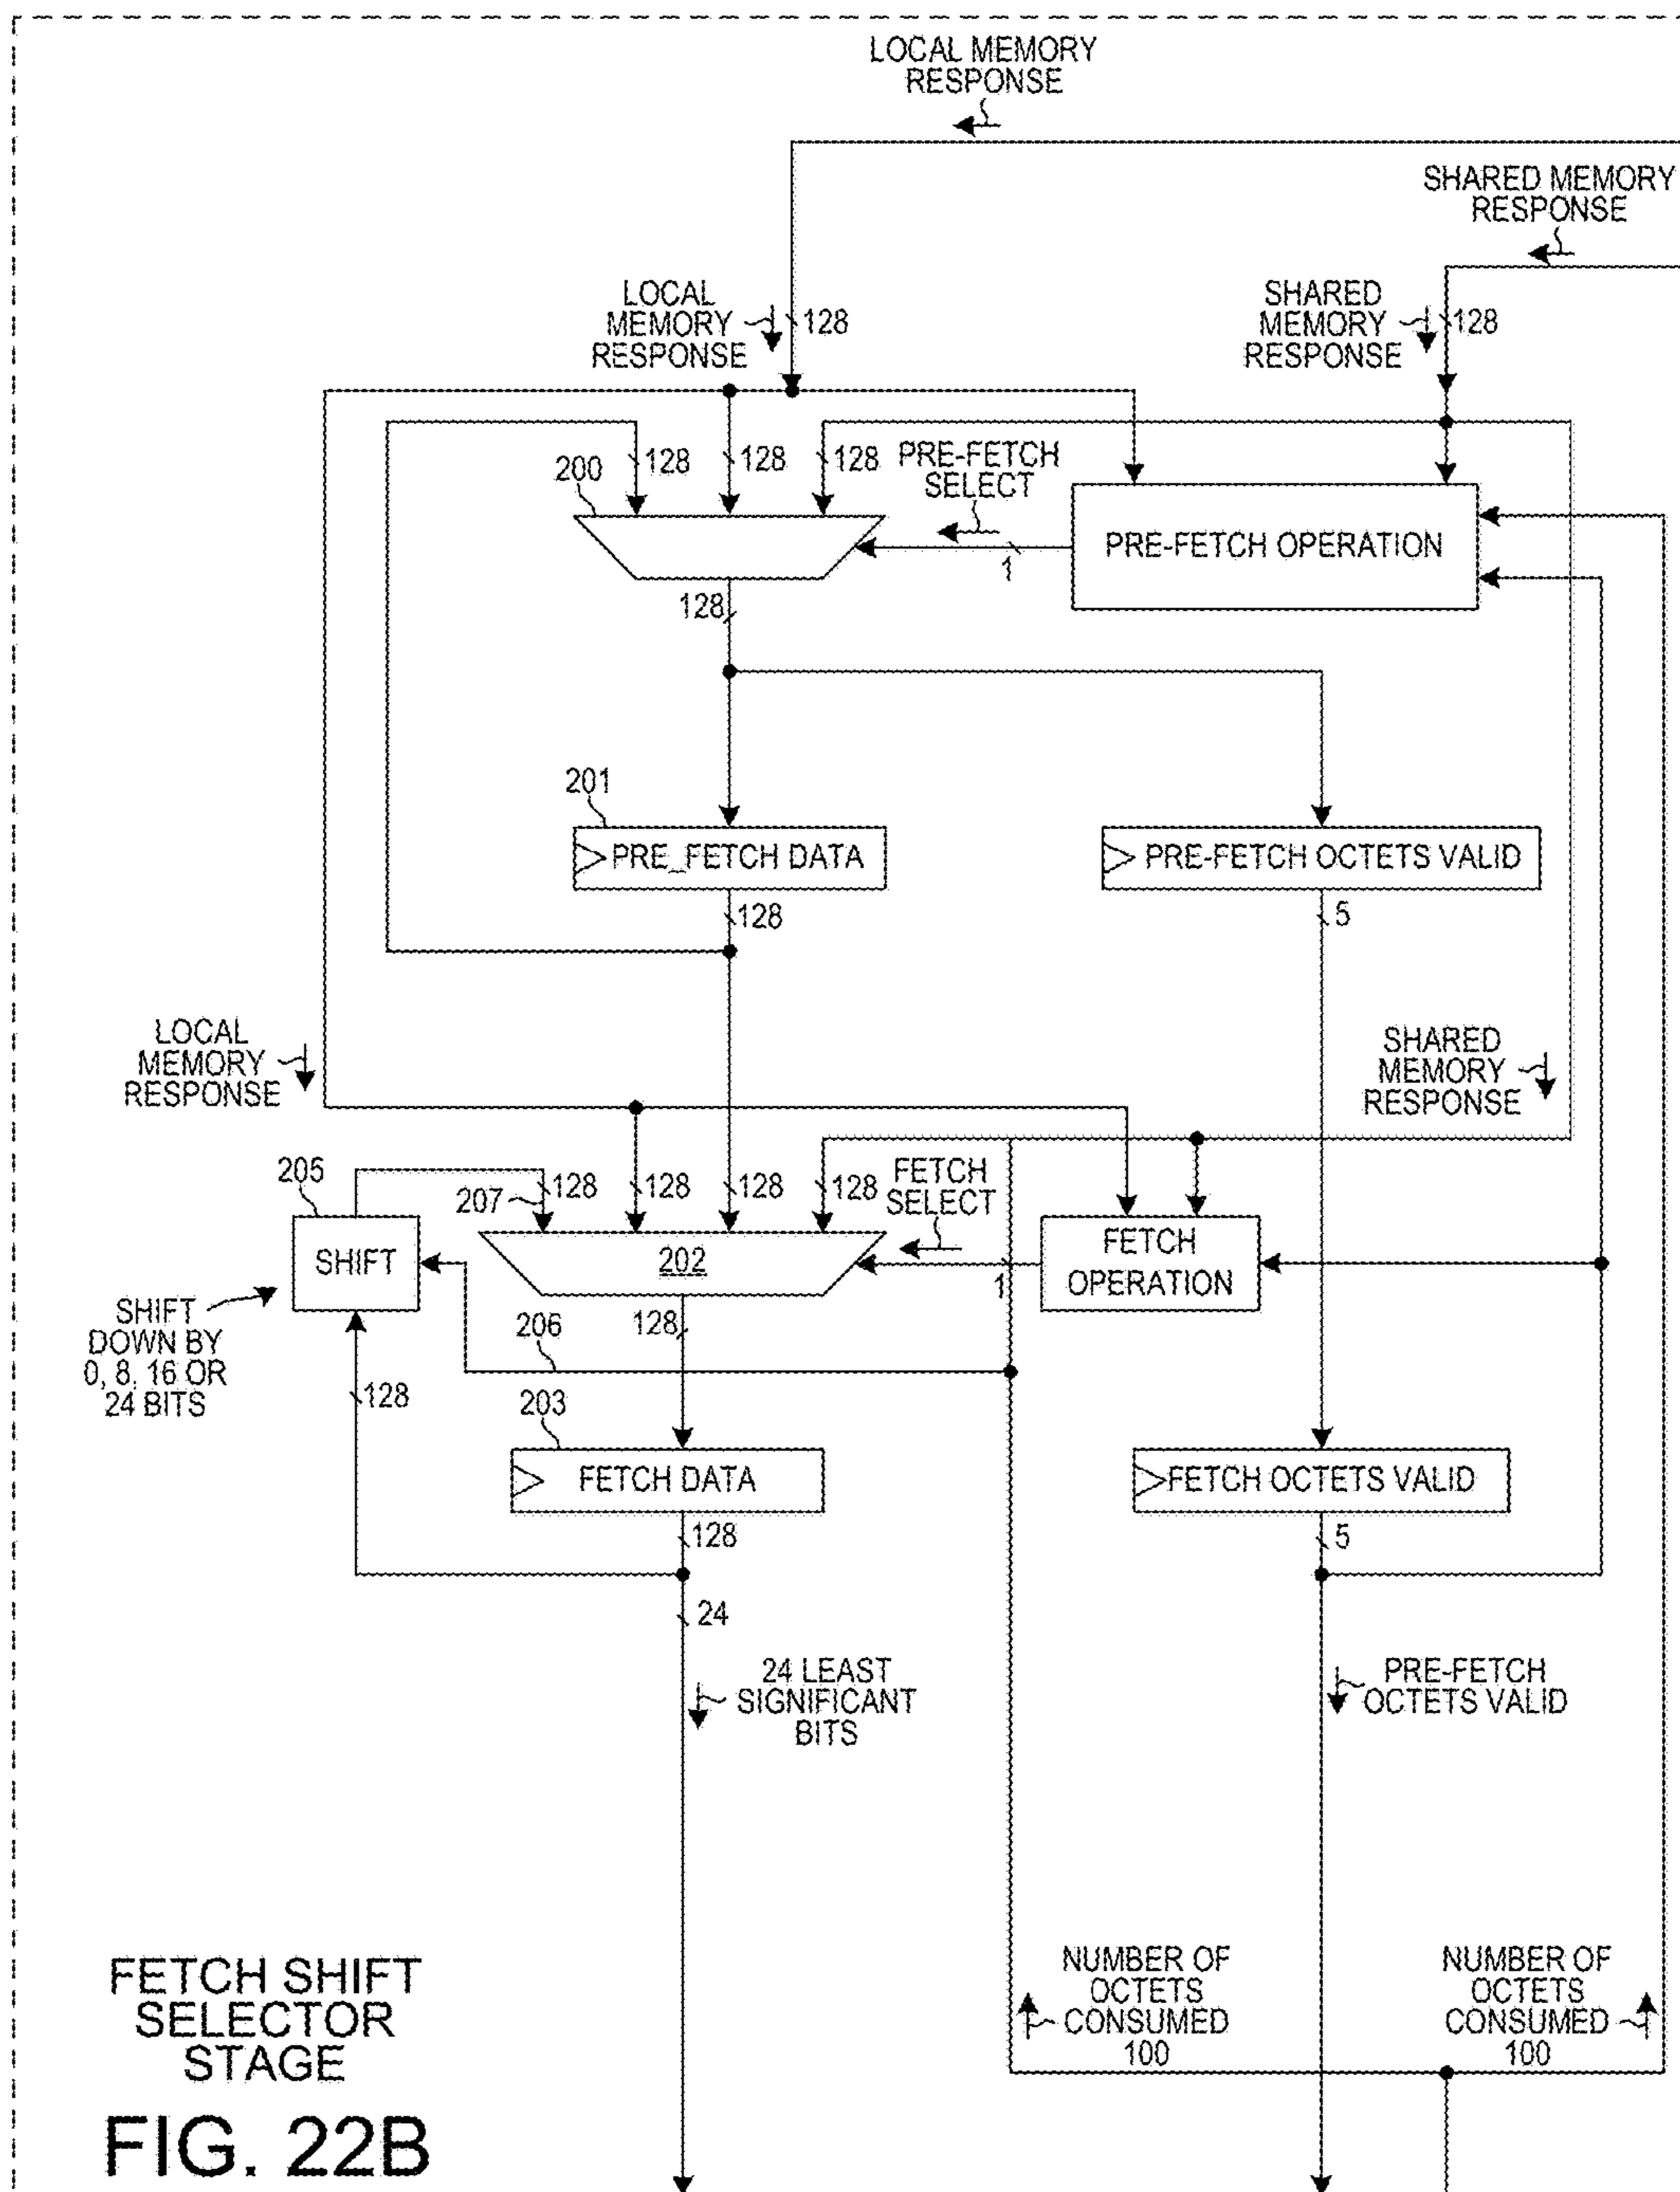 LOCAL MEMORY
RESPONSE
SHARED MEMORY
RESPONSE
LOCAL
MEMORY
RESPONSE
128
SHARED
MEMORY
RESPONSE
128
200
128
128
128
PRE-FETCH
SELECT
PRE-FETCH OPERATION
1
128
201
PRE_FETCH DATA
PRE-FETCH OCTETS VALID
128
5
LOCAL
MEMORY
RESPONSE
SHARED
MEMORY
RESPONSE
205
207
128
128
128
128
FETCH
SELECT
SHIFT
202
FETCH
OPERATION
1
SHIFT
DOWN BY
0, 8, 16 OR
24 BITS
128
206
128
203
FETCH DATA
FETCH OCTETS VALID
128
5
24
24 LEAST
SIGNIFICANT
BITS
PRE-FETCH
OCTETS VALID
NUMBER OF
OCTETS
CONSUMED
100
NUMBER OF
OCTETS
CONSUMED
100
FETCH SHIFT
SELECTOR
STAGE
FIG. 22B